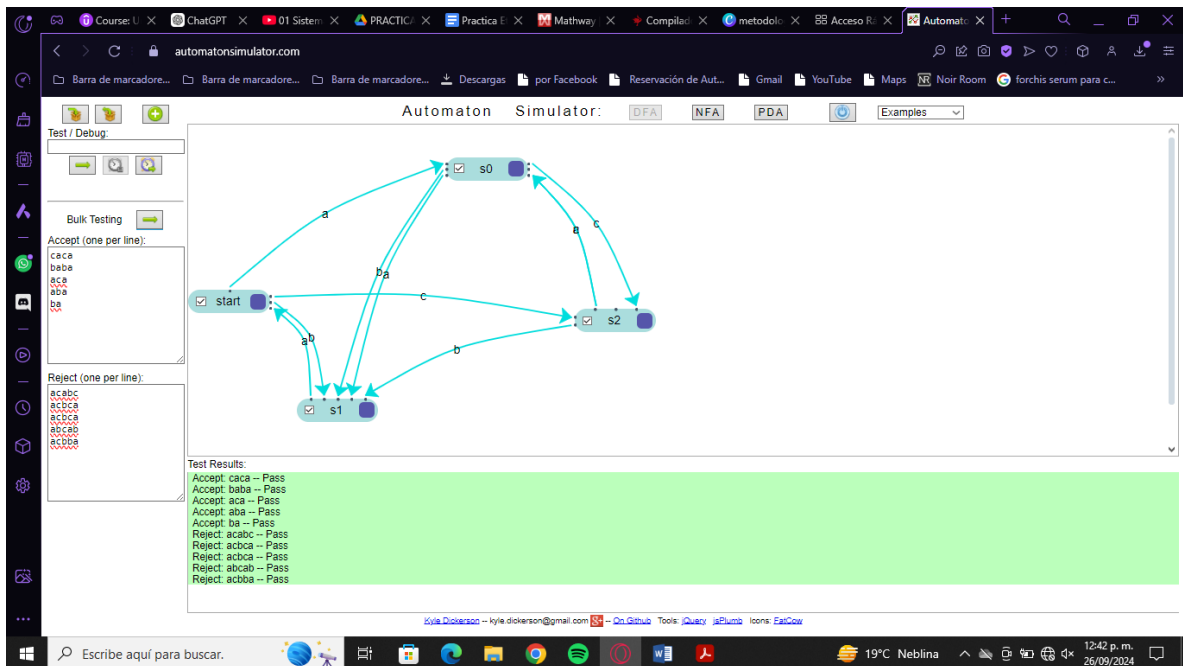 Course: U
ChatGPT
01 Sistem
PRACTICA
Practica E
Mathway
Compilad
metodolo
Acceso Rá
Automato
automatonsimulator.com
Barra de marcadore...
Barra de marcadore...
Barra de marcadore...
Descargas
por Facebook
Reservación de Aut...
Gmail
YouTube
Maps
NR Noir Room
forchis serum para c...
Automaton Simulator:
DFA
NFA
PDA
Examples
Test / Debug:
Bulk Testing
Accept (one per line):
caca
baba
aca
aba
ba
Reject (one per line):
acabc
acbca
acbca
abcab
acbba
s0
a
c
b
a
start
c
s2
a
b
b
s1
Test Results:
Accept: caca -- Pass
Accept: baba -- Pass
Accept: aca -- Pass
Accept: aba -- Pass
Accept: ba -- Pass
Reject: acabc -- Pass
Reject: acbca -- Pass
Reject: acbca -- Pass
Reject: abcab -- Pass
Reject: acbba -- Pass
Kyle Dickerson -- kyle.dickerson@gmail.com -- On Github Tools: jQuery jsPlumb Icons: FatCow
Escribe aquí para buscar.
19°C Neblina
12:42 p. m.
26/09/2024